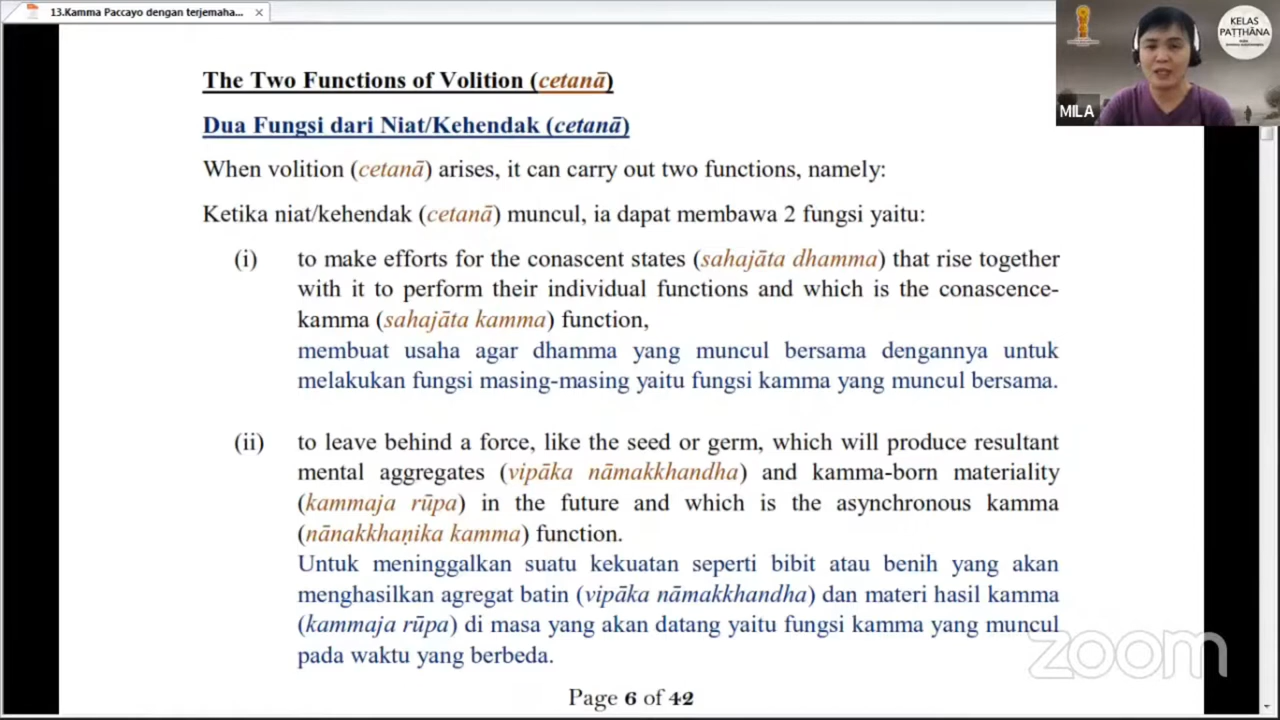 13.Kamma Paccayo dengan terjemaha...
KELAS
PAṬṬHĀNA
MILA
The Two Functions of Volition (cetanā)
Dua Fungsi dari Niat/Kehendak (cetanā)
When volition (cetanā) arises, it can carry out two functions, namely:
Ketika niat/kehendak (cetanā) muncul, ia dapat membawa 2 fungsi yaitu:
(i) to make efforts for the conascent states (sahajāta dhamma) that rise together
with it to perform their individual functions and which is the conascence-
kamma (sahajāta kamma) function,
membuat usaha agar dhamma yang muncul bersama dengannya untuk
melakukan fungsi masing-masing yaitu fungsi kamma yang muncul bersama.
(ii) to leave behind a force, like the seed or germ, which will produce resultant
mental aggregates (vipāka nāmakkhandha) and kamma-born materiality
(kammaja rūpa) in the future and which is the asynchronous kamma
(nānakkhaṇika kamma) function.
Untuk meninggalkan suatu kekuatan seperti bibit atau benih yang akan
menghasilkan agregat batin (vipāka nāmakkhandha) dan materi hasil kamma
(kammaja rūpa) di masa yang akan datang yaitu fungsi kamma yang muncul
pada waktu yang berbeda.
zoom
Page 6 of 42